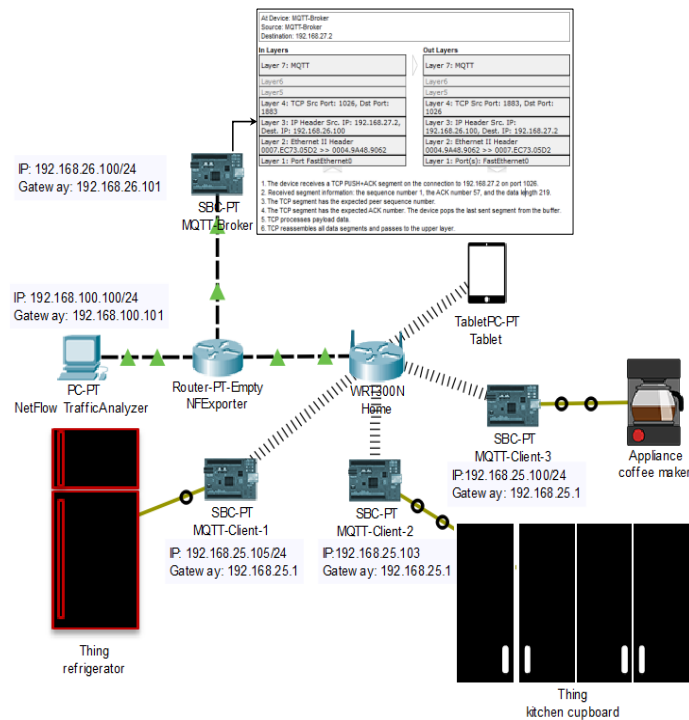 At Device: MQTT-Broker
Source: MQTT-Broker
Destination: 192.168.27.2
In Layers
Layer 7: MQTT
Layer6
Layer5
Layer 4: TCP Src Port: 1026, Dst Port:
1883
Layer 3: IP Header Src. IP: 192.168.27.2,
Dest. IP: 192.168.26.100
Layer 2: Ethernet II Header
0007.EC73.05D2 >> 0004.9A48.9062
Layer 1: Port FastEthernet0
Out Layers
Layer 7: MQTT
Layer6
Layer5
Layer 4: TCP Src Port: 1883, Dst Port:
1026
Layer 3: IP Header Src. IP:
192.168.26.100, Dest. IP: 192.168.27.2
Layer 2: Ethernet II Header
0004.9A48.9062 >> 0007.EC73.05D2
Layer 1: Port(s): FastEthernet0
1. The device receives a TCP PUSH+ACK segment on the connection to 192.168.27.2 on port 1026.
2. Received segment information: the sequence number 1, the ACK number 57, and the data length 219.
3. The TCP segment has the expected peer sequence number.
4. The TCP segment has the expected ACK number. The device pops the last sent segment from the buffer.
5. TCP processes payload data.
6. TCP reassembles all data segments and passes to the upper layer.
IP: 192.168.26.100/24
Gateway: 192.168.26.101
SBC-PT
MQTT-Broker
IP: 192.168.100.100/24
Gateway: 192.168.100.101
PC-PT
NetFlow TrafficAnalyzer
Router-PT-Empty
NFExporter
WRT300N
Home
TabletPC-PT
Tablet
SBC-PT
MQTT-Client-3
IP:192.168.25.100/24
Gateway: 192.168.25.1
Appliance
coffee maker
SBC-PT
MQTT-Client-1
IP: 192.168.25.105/24
Gateway: 192.168.25.1
SBC-PT
MQTT-Client-2
IP:192.168.25.103
Gateway: 192.168.25.1
Thing
refrigerator
Thing
kitchen cupboard